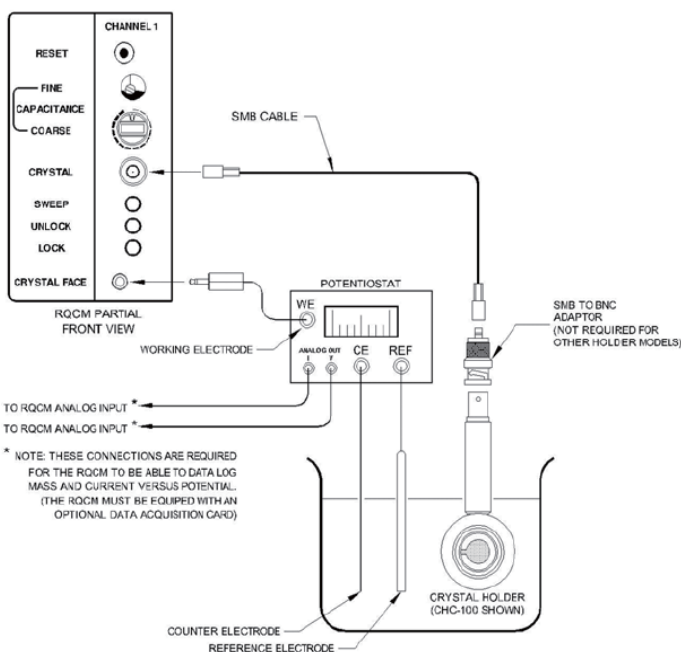 CHANNEL 1
RESET
FINE
CAPACITANCE
COARSE
CRYSTAL
SWEEP
UNLOCK
LOCK
CRYSTAL FACE
RQCM PARTIAL
FRONT VIEW
SMB CABLE
POTENTIOSTAT
WE
WORKING ELECTRODE
ANALOG OUT
1 2
CE
REF
SMB TO BNC
ADAPTOR
(NOT REQUIRED FOR
OTHER HOLDER MODELS)
TO RQCM ANALOG INPUT *
TO RQCM ANALOG INPUT *
* NOTE: THESE CONNECTIONS ARE REQUIRED
FOR THE RQCM TO BE ABLE TO DATA LOG
MASS AND CURRENT VERSUS POTENTIAL.
(THE RQCM MUST BE EQUIPED WITH AN
OPTIONAL DATA ACQUISITION CARD)
CRYSTAL HOLDER
(CHC-100 SHOWN)
COUNTER ELECTRODE
REFERENCE ELECTRODE